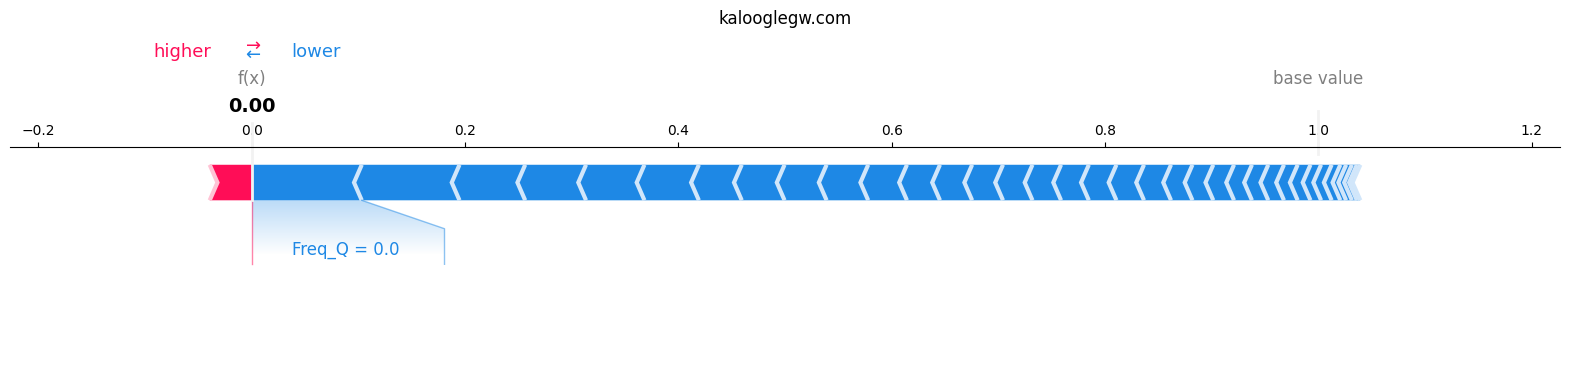 kalooglegw.com
higher ⇄ lower
f(x) base value
0.00
−0.2 0.0 0.2 0.4 0.6 0.8 1.0 1.2
Freq_Q = 0.0